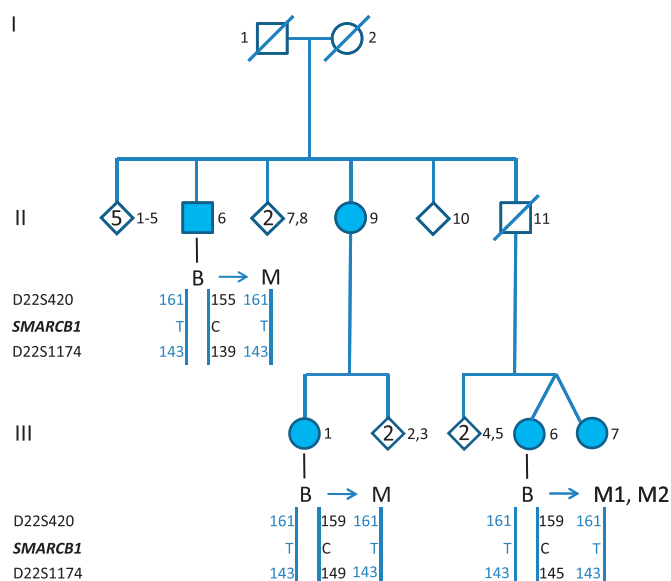 I
1 2
II
5 1-5 6 2 7,8 9 10 11
B → M
D22S420 161 155 161
SMARCB1 T C T
D22S1174 143 139 143
III
1 2 2,3 2 4,5 6 7
B → M B → M1, M2
D22S420 161 159 161 161 159 161
SMARCB1 T C T T C T
D22S1174 143 149 143 143 145 143